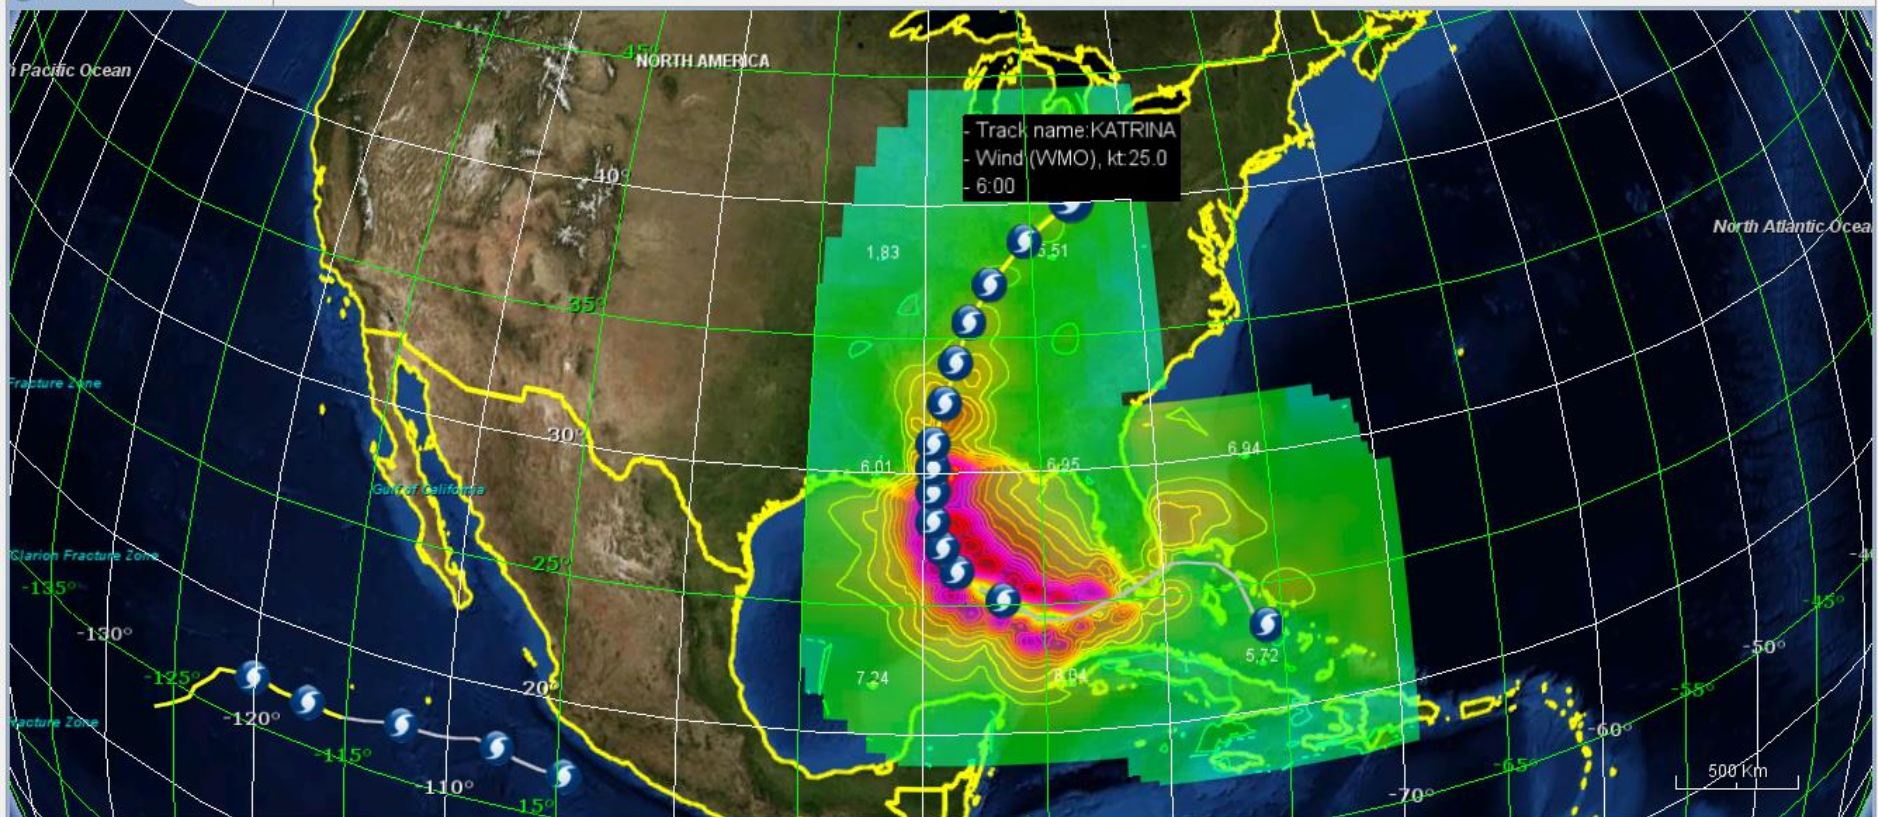 45°
NORTH AMERICA
n Pacific Ocean
- Track name:KATRINA
- Wind (WMO), kt:25.0
- 6:00
40°
North Atlantic Ocea
1,83
5,51
35°
Fracture Zone
30°
6,94
6,01
6,95
Gulf of California
Clarion Fracture Zone
25°
-135°
-45°
-130°
-50°
5,72
7,24
8,04
-125°
20°
-55°
-120°
racture Zone
-60°
-115°
-65°
500 Km
-110°
-70°
15°